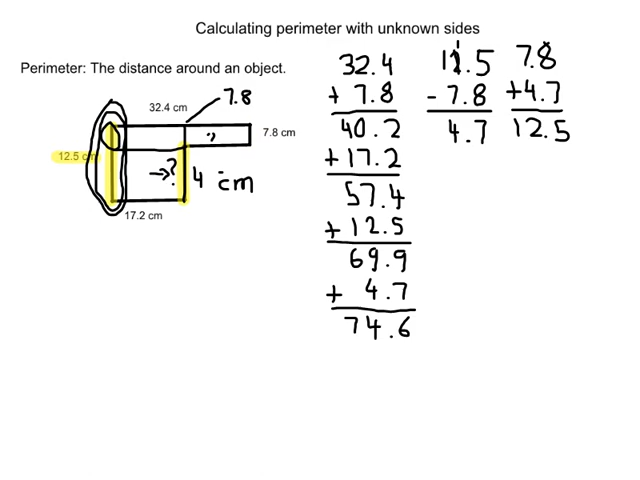 Calculating perimeter with unknown sides
Perimeter: The distance around an object.
32.4 cm
7.8
7.8 cm
12.5 c
→?
4 cm
17.2 cm
32.4
+ 7.8
40.2
+17.2
57.4
+12.5
69.9
+ 4.7
74.6
12.5
- 7.8
4.7
7.8
+4.7
12.5